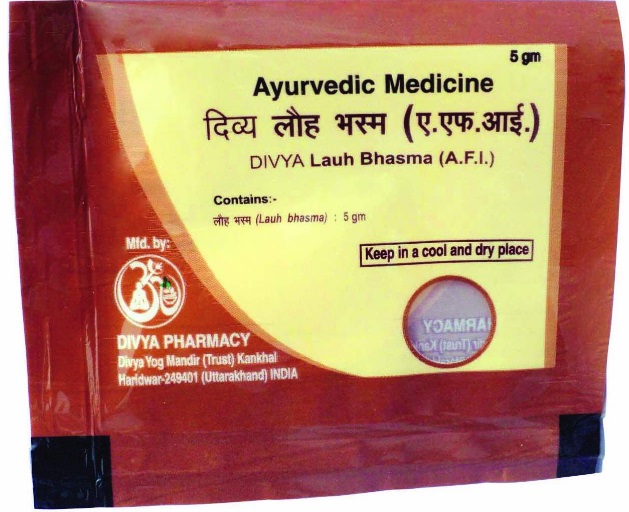 5 gm
Ayurvedic Medicine
दिव्य लौह भस्म (ए.एफ.आई.)
DIVYA Lauh Bhasma (A.F.I.)
Contains:-
लौह भस्म (Lauh bhasma) : 5 gm
Keep in a cool and dry place
Mfd. by:
DIVYA PHARMACY
Divya Yog Mandir (Trust) Kankhal
Haridwar-249401 (Uttarakhand) INDIA